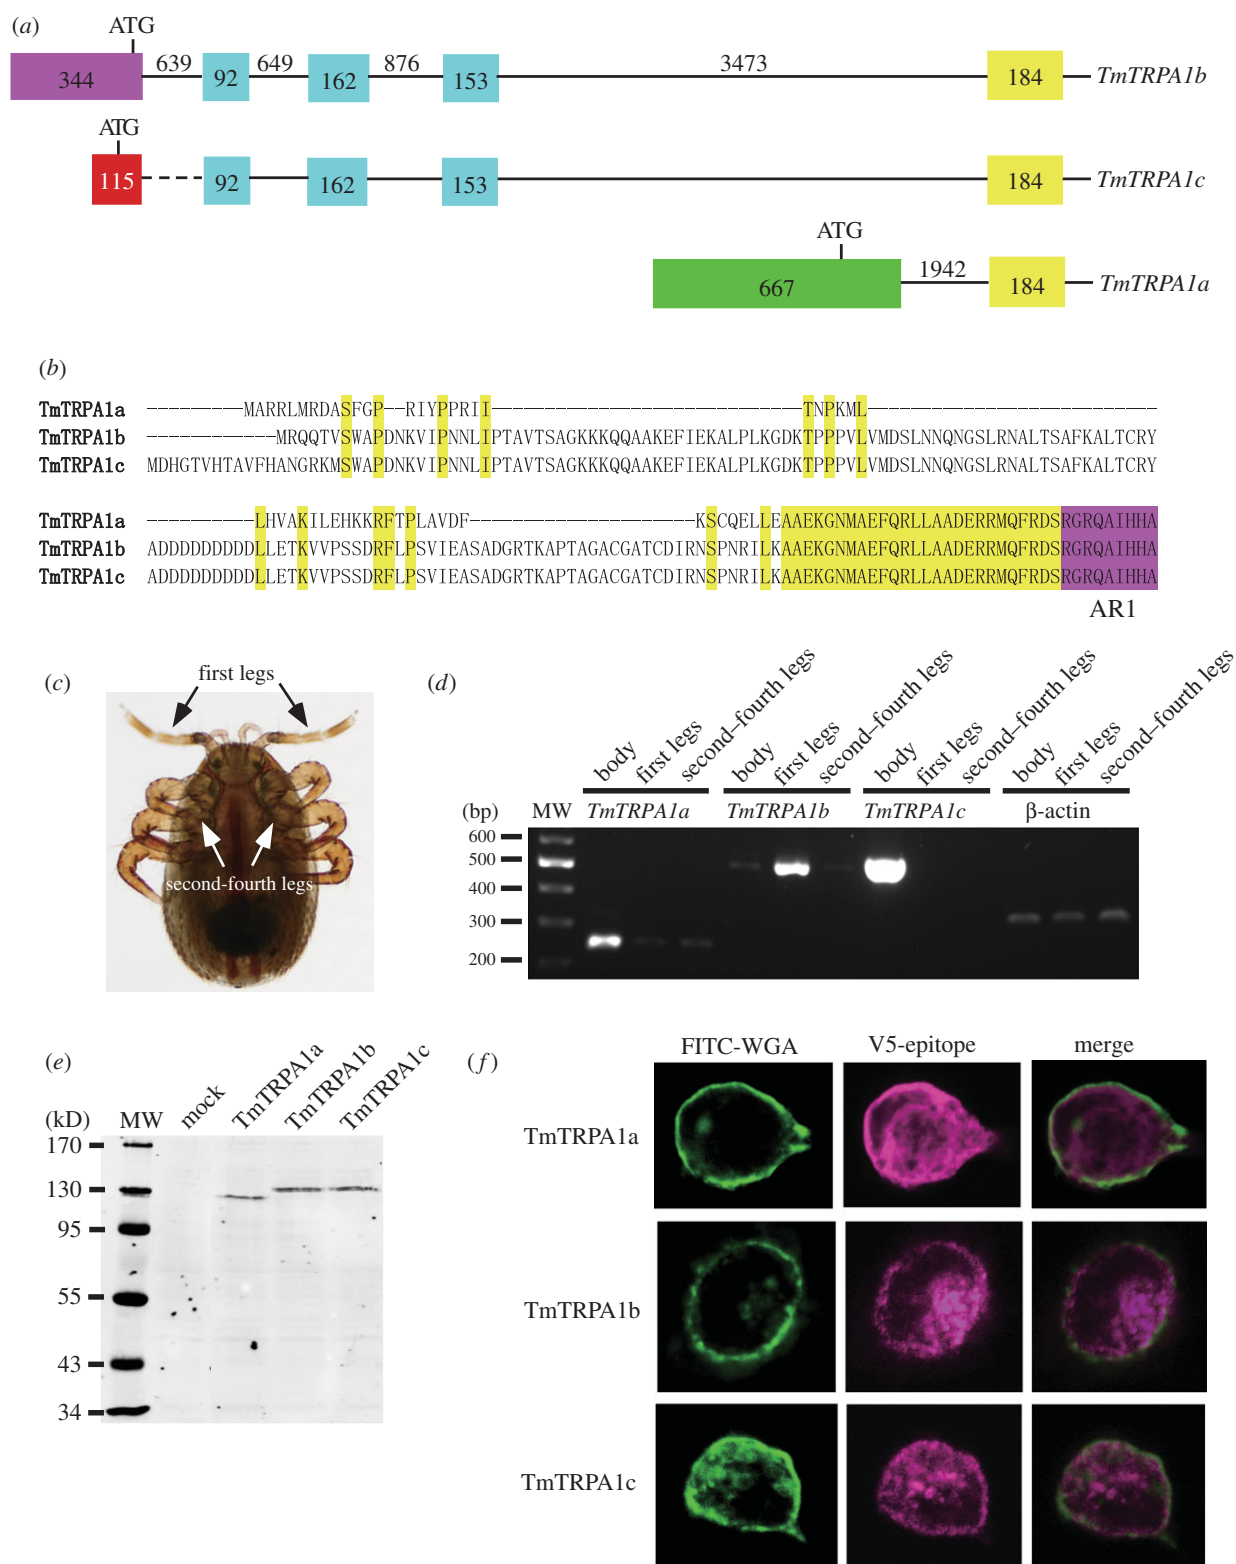 (a)
ATG
344 639 92 649 162 876 153 3473 184 TmTRPA1b
ATG
115 92 162 153 184 TmTRPA1c
ATG
667 1942 184 TmTRPA1a
(b)
TmTRPA1a ---------MARRLMRDASFGP--RIYPPRII-----------------------------TNPKML---------------------------
TmTRPA1b ------------MRQQTVSWAPDNKVIPNNLIPTAVTSAGKKKQQAAKEFIEKALPLKGDKTPPPVLVMDSLNNQNGSLRNALTSAFKALTCRY
TmTRPA1c MDHGTVHTAVFHANGRKMSWAPDNKVIPNNLIPTAVTSAGKKKQQAAKEFIEKALPLKGDKTPPPVLVMDSLNNQNGSLRNALTSAFKALTCRY
TmTRPA1a ----------LHVAKILEHKKRFTPLAVDF---------------------KSCQELLEAAEKGNMAEFQRLLAADERRMQFRDSRGRQAIHHA
TmTRPA1b ADDDDDDDDDLLETKVVPSSDRFLPSVIEASADGRTKAPTAGACGATCDIRNSPNRILKAAEKGNMAEFQRLLAADERRMQFRDSRGRQAIHHA
TmTRPA1c ADDDDDDDDDLLETKVVPSSDRFLPSVIEASADGRTKAPTAGACGATCDIRNSPNRILKAAEKGNMAEFQRLLAADERRMQFRDSRGRQAIHHA
AR1
(c)
first legs
second-fourth legs
(d)
body first legs second–fourth legs body first legs second–fourth legs body first legs second–fourth legs body first legs second–fourth legs
(bp) MW TmTRPA1a TmTRPA1b TmTRPA1c β-actin
600
500
400
300
200
(e)
(kD) MW mock TmTRPA1a TmTRPA1b TmTRPA1c
170
130
95
55
43
34
(f)
FITC-WGA V5-epitope merge
TmTRPA1a
TmTRPA1b
TmTRPA1c